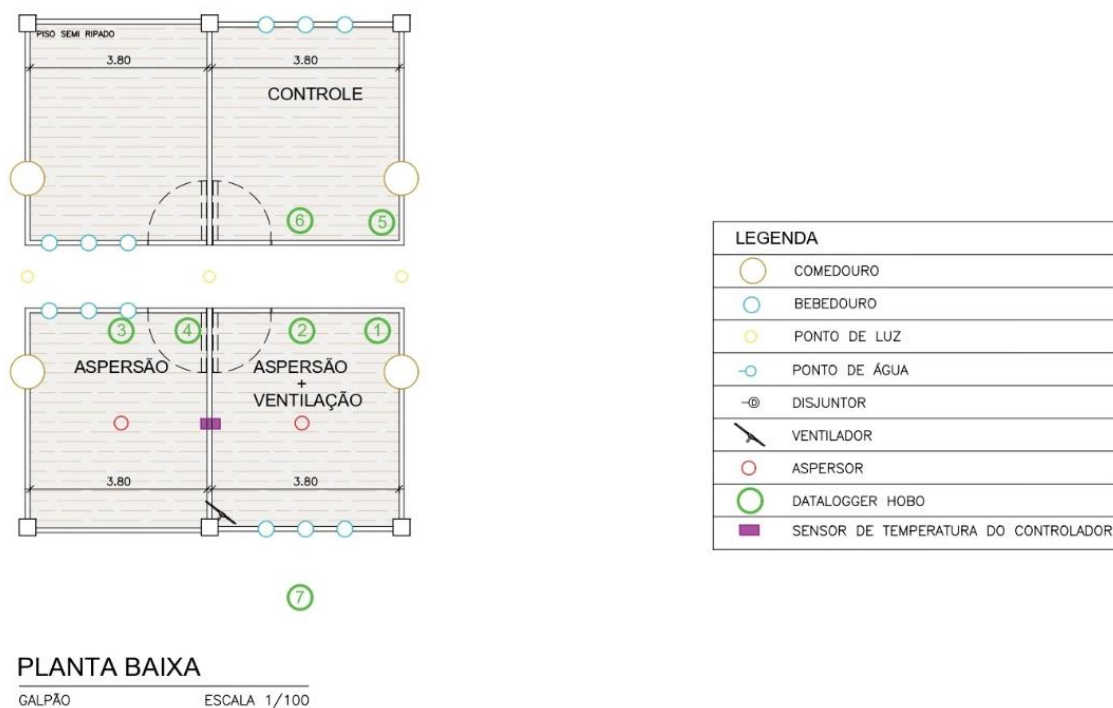 PISO SEMI RIPADO
3.80 3.80
CONTROLE
6 5
3 4 2 1
ASPERSÃO
ASPERSÃO
+
VENTILAÇÃO
3.80 3.80
7
LEGENDA
COMEDOURO
BEBEDOURO
PONTO DE LUZ
PONTO DE ÁGUA
D DISJUNTOR
VENTILADOR
ASPERSOR
DATALOGGER HOBO
SENSOR DE TEMPERATURA DO CONTROLADOR
PLANTA BAIXA
GALPÃO ESCALA 1/100